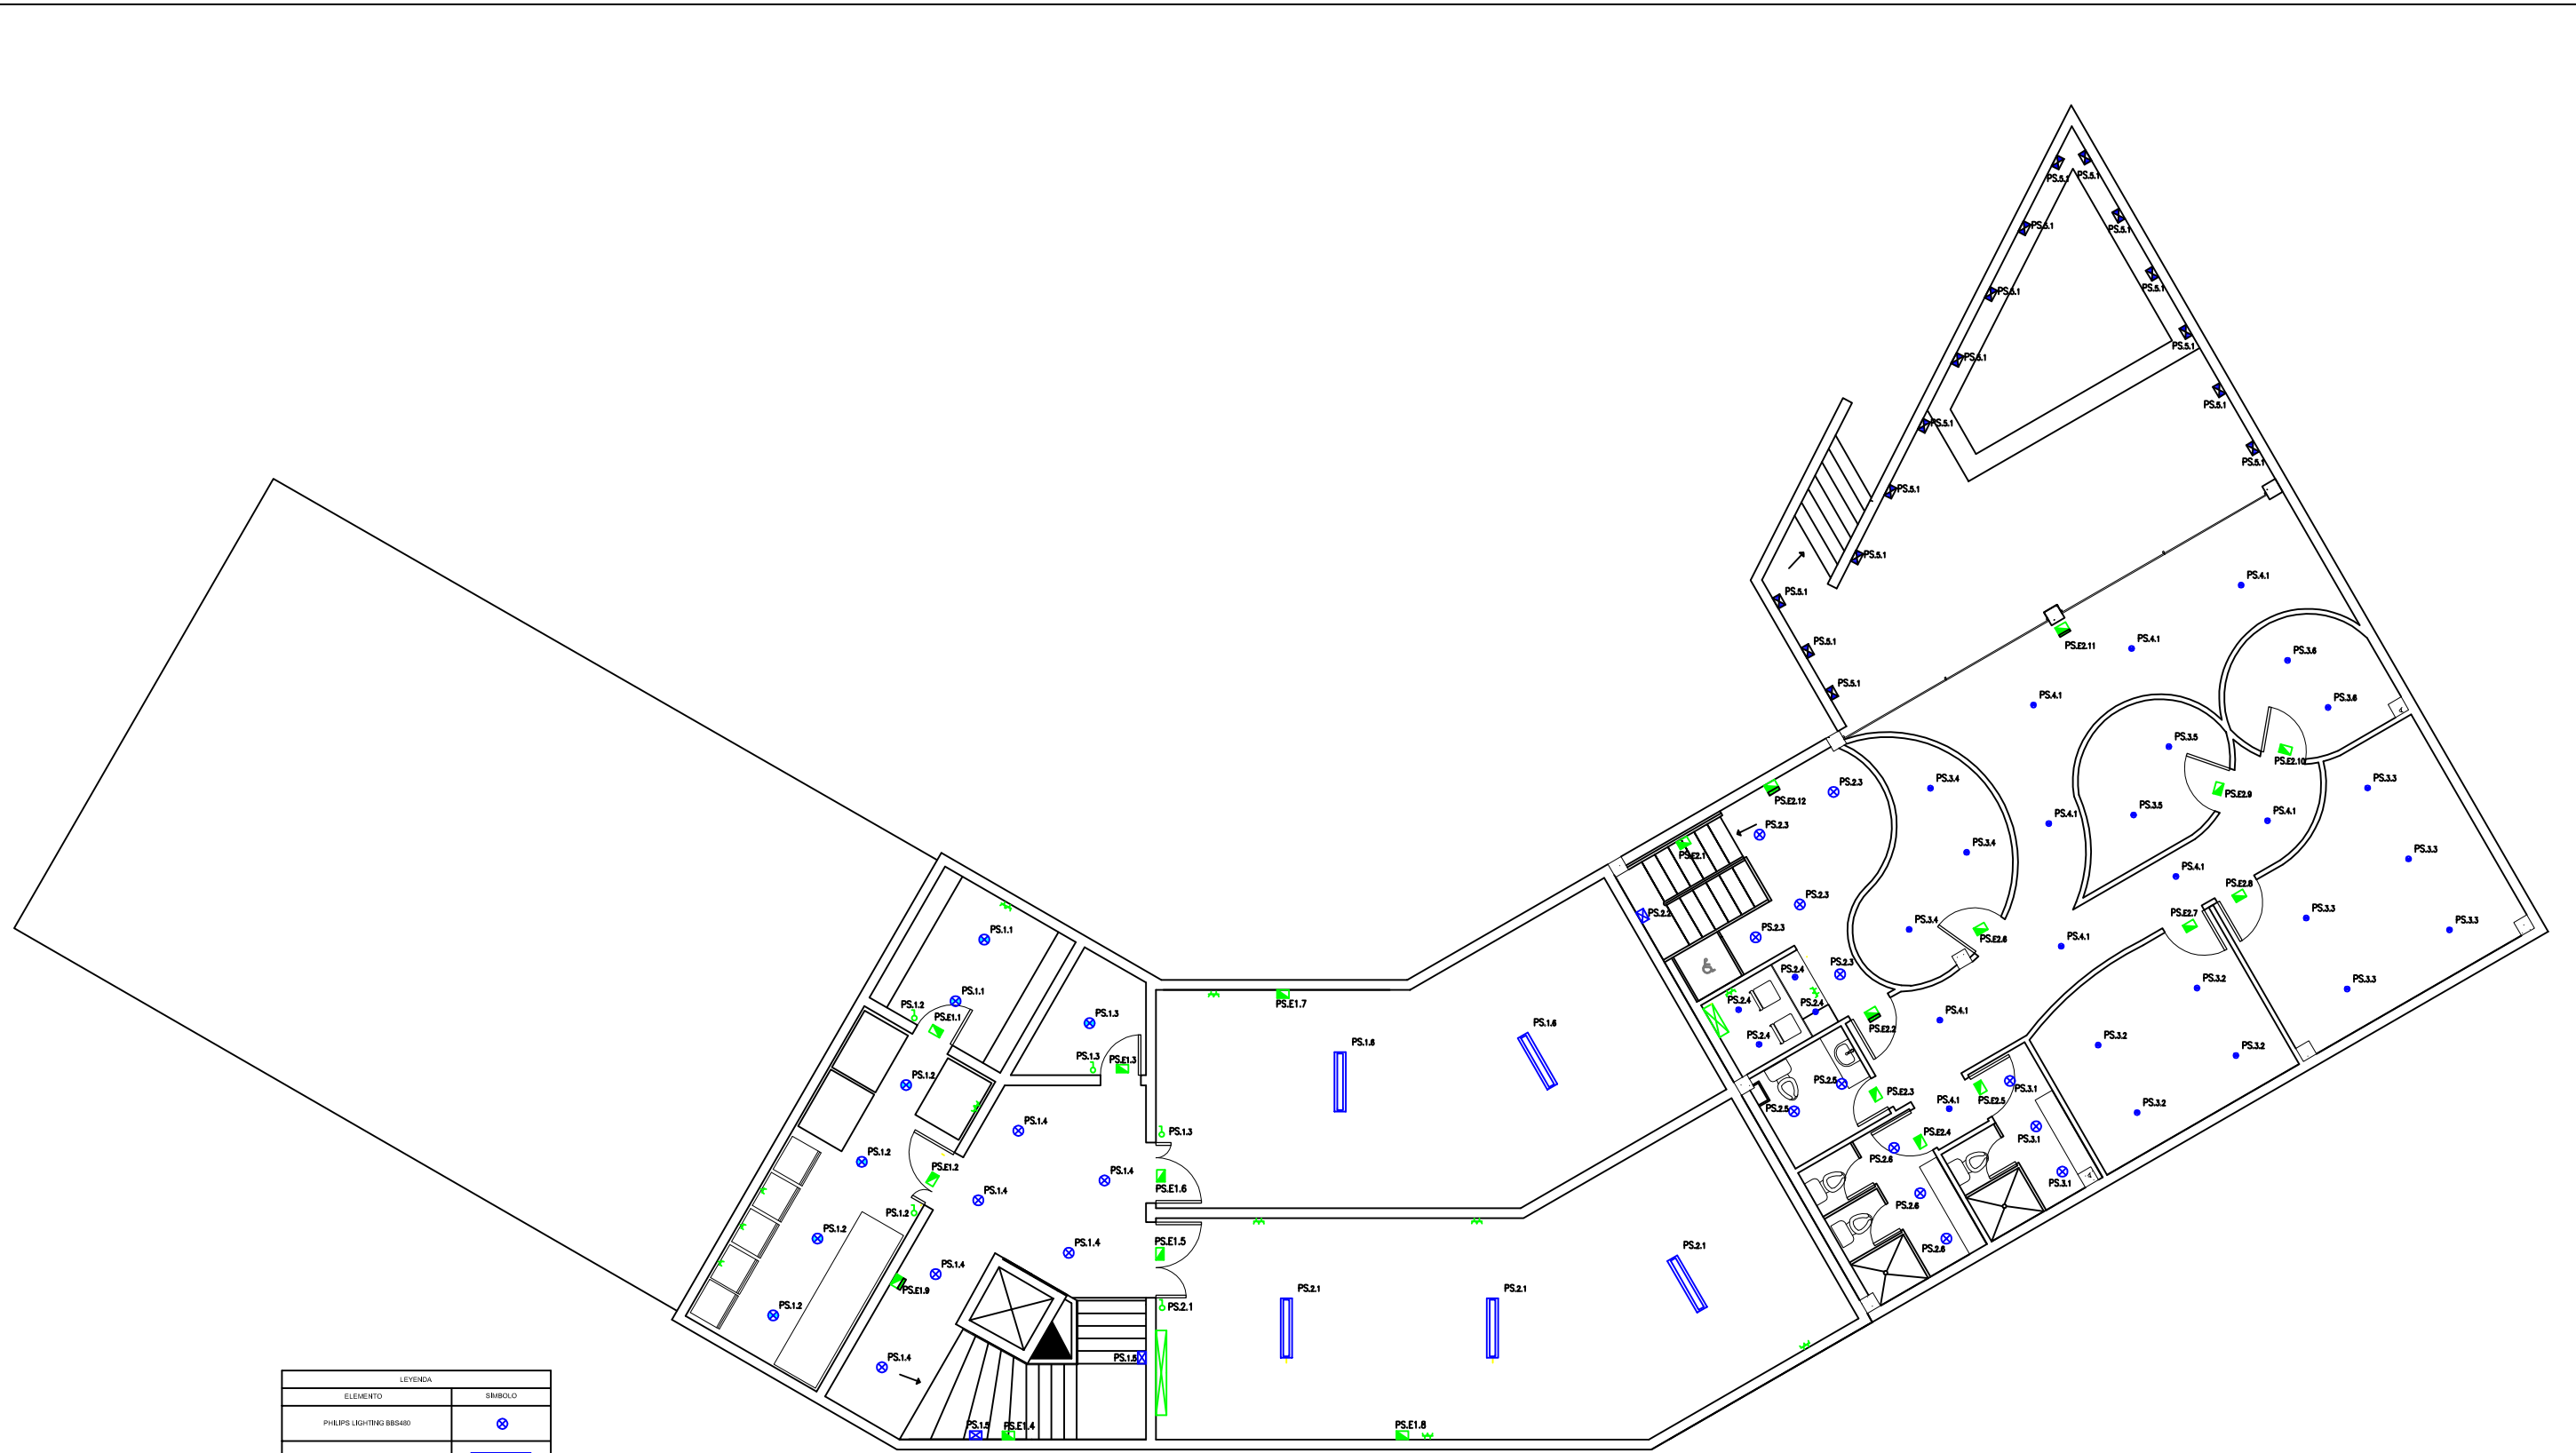 PS.5.1
PS.5.1
PS.5.1
PS.5.1
PS.5.1
PS.5.1
PS.5.1
PS.5.1
PS.5.1
PS.5.1
PS.5.1
PS.5.1
PS.5.1
PS.4.1
PS.5.1
PS.5.1
PS.4.1
PS.E2.11
PS.3.6
PS.5.1
PS.4.1
PS.3.6
PS.3.5
PS.E2.10
PS.2.3
PS.3.4
PS.3.3
PS.E2.12
PS.E2.9
PS.3.5
PS.4.1
PS.4.1
PS.2.3
PS.E2.1
PS.3.4
PS.3.3
PS.4.1
PS.E2.8
PS.2.3
PS.2.2
PS.E2.7
PS.3.3
PS.3.4
PS.2.3
PS.E2.6
PS.3.3
PS.1.1
PS.4.1
PS.2.3
PS.2.4
PS.3.2
PS.3.3
PS.1.1
PS.1.2
PS.E1.7
PS.2.4
PS.2.4
PS.E1.1
PS.1.3
PS.1.6
PS.E2.2
PS.4.1
PS.2.4
PS.1.6
PS.3.2
PS.3.2
PS.1.3
PS.E1.3
PS.1.2
PS.2.5
PS.E2.3
PS.3.1
PS.E2.5
PS.4.1
PS.2.5
PS.3.2
PS.1.4
PS.1.3
PS.E2.4
PS.3.1
PS.1.2
PS.2.6
PS.E1.2
PS.1.4
PS.E1.6
PS.3.1
PS.1.4
PS.1.2
PS.2.6
PS.1.2
PS.E1.5
PS.1.4
PS.2.6
PS.2.1
PS.1.4
PS.E1.9
PS.2.1
PS.2.1
PS.2.1
PS.1.2
PS.1.5
PS.1.4
PS.1.5
PS.E1.4
PS.E1.8
LEYENDA
ELEMENTO SÍMBOLO
PHILIPS LIGHTING BBS480